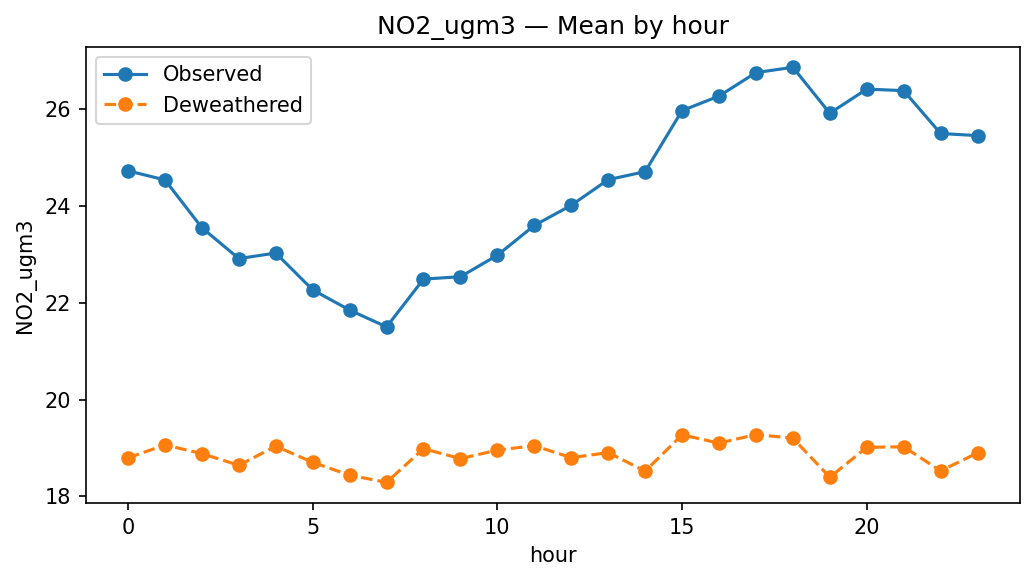 NO2_ugm3 — Mean by hour
Observed
Deweathered
NO2_ugm3
26
24
22
20
18
0 5 10 15 20
hour